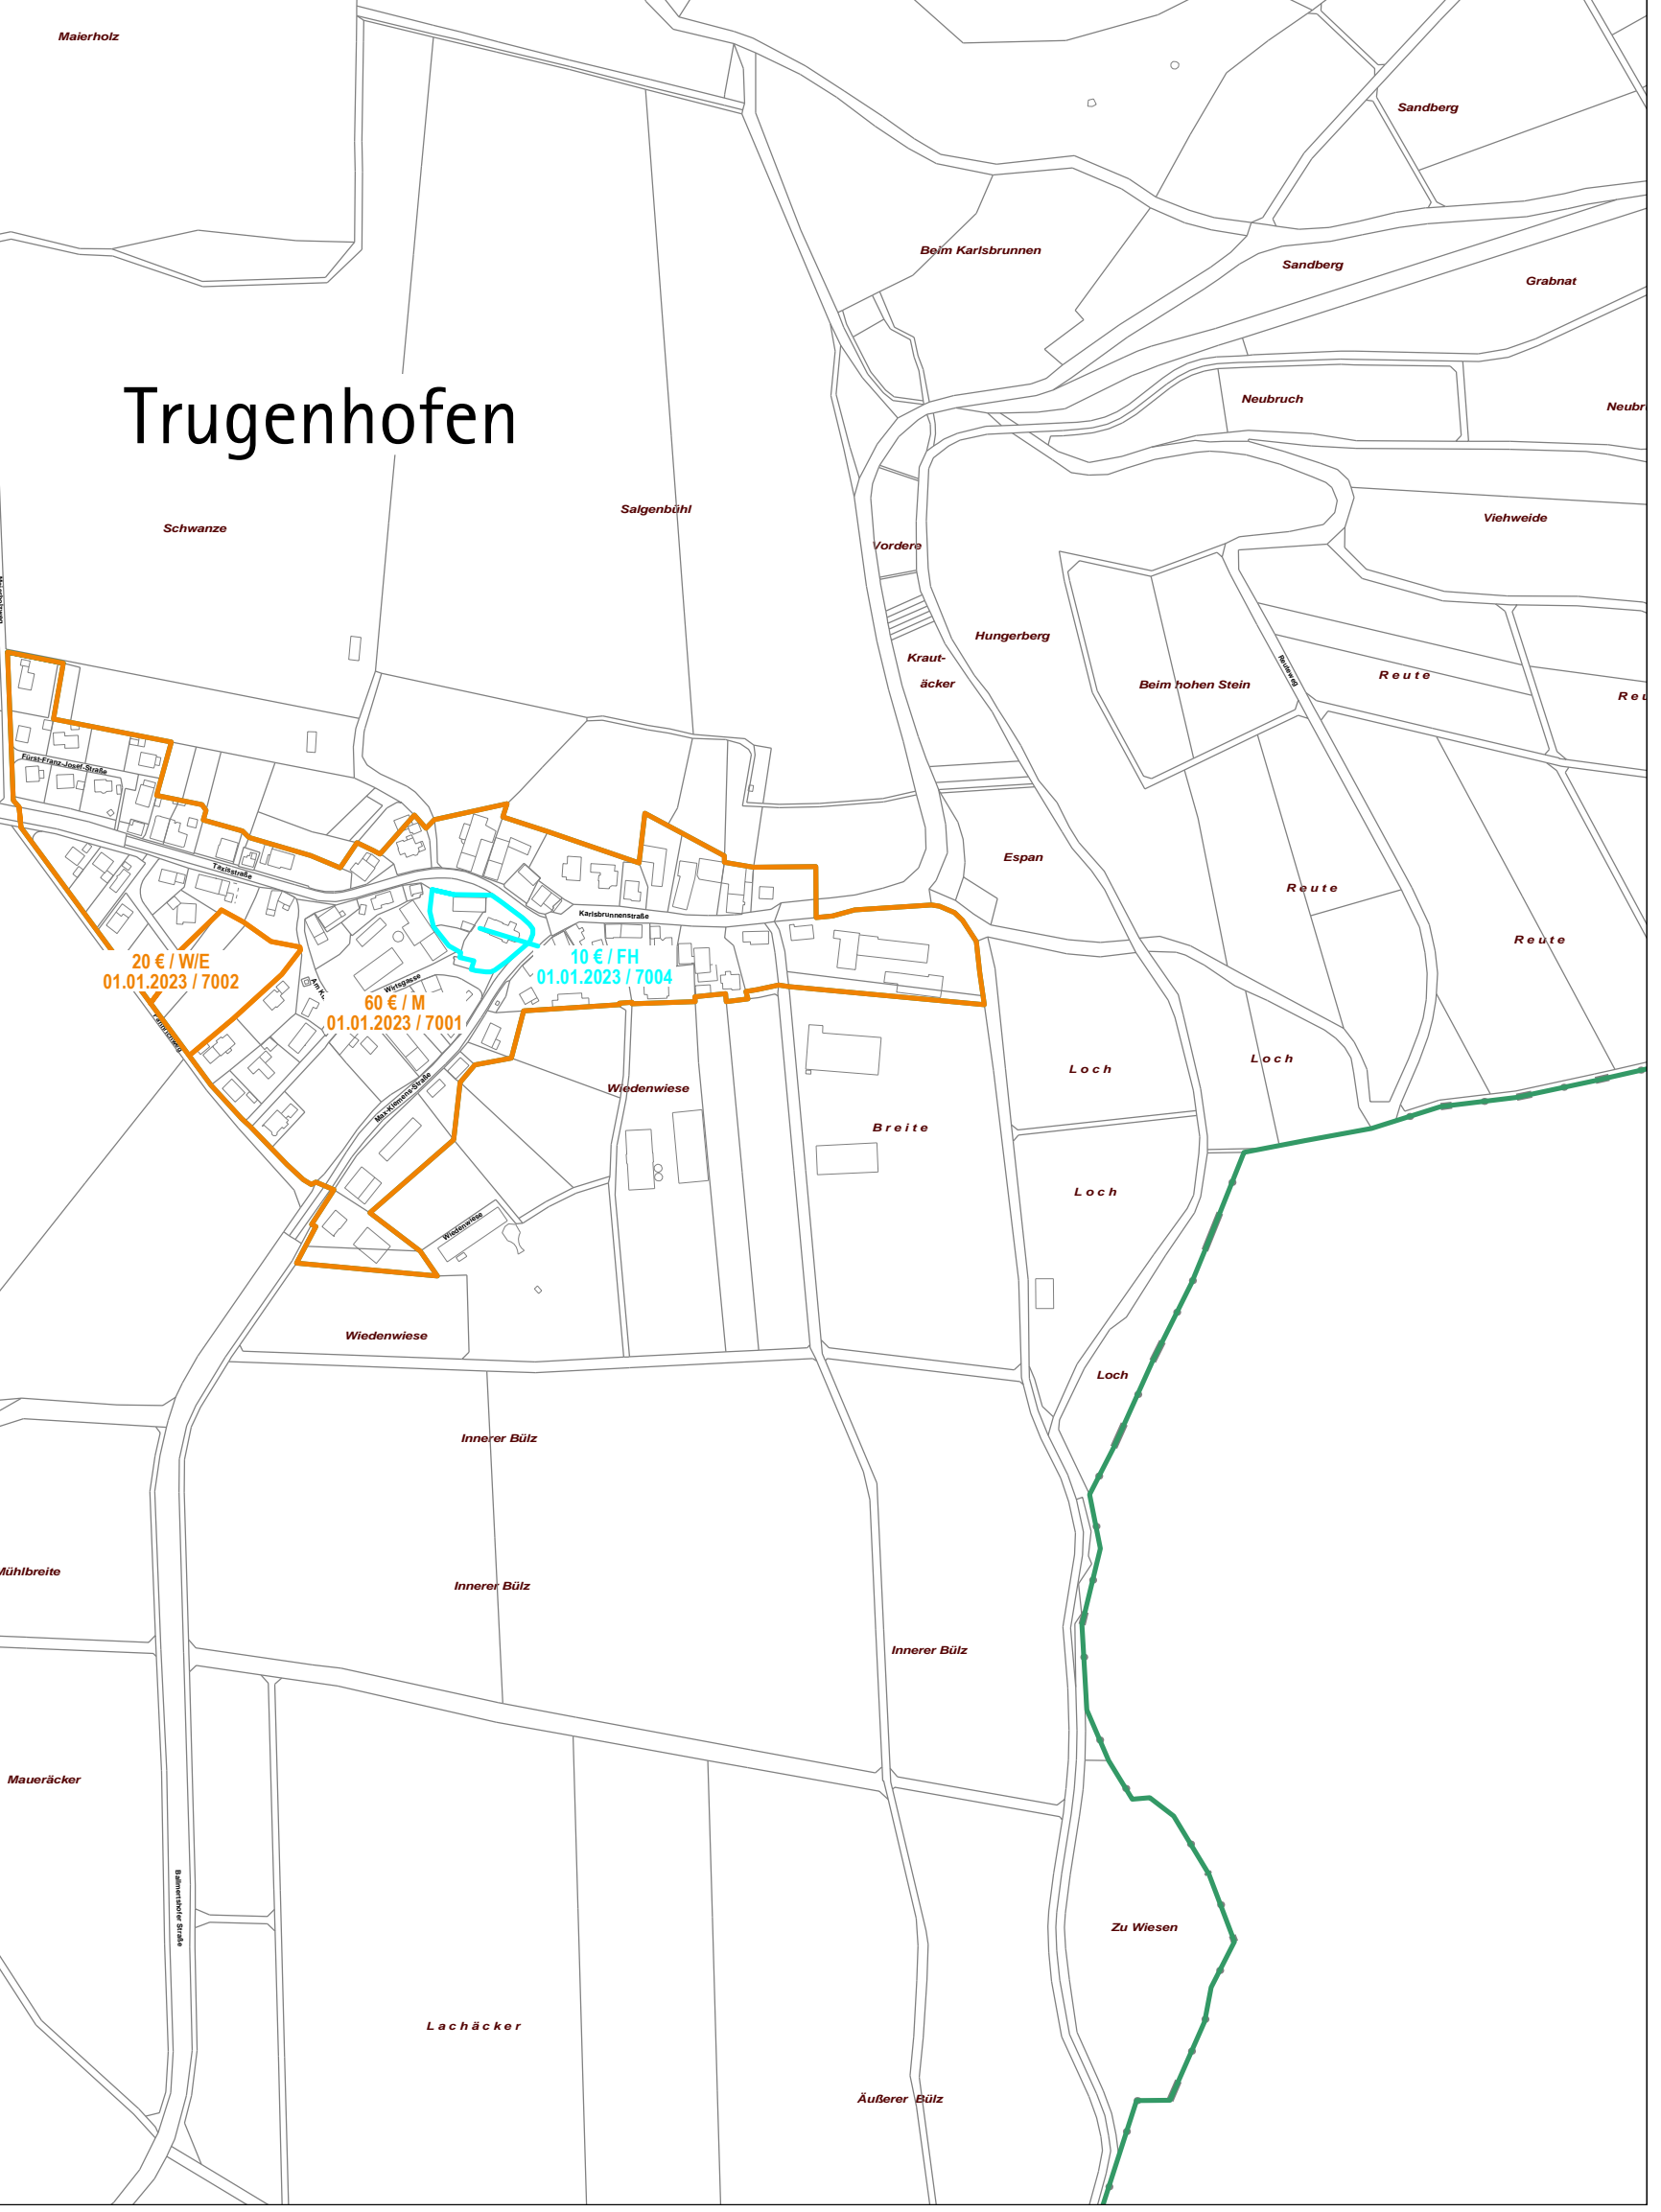 Maierholz
Sandberg
Beim Karlsbrunnen
Sandberg
Grabnat
Trugenhofen
Neubruch
Salgenbühl
Schwanze
Viehweide
Vordere
Hungerberg
Kraut-
äcker
Beim hohen Stein
Reuteweg
Reute
Fürst-Franz-Josef-Straße
Taxisstraße
Espan
Reute
Karlsbrunnenstraße
Reute
20 € / W/E
01.01.2023 / 7002
10 € / FH
01.01.2023 / 7004
Wirtsgasse
60 € / M
01.01.2023 / 7001
Loch
Loch
Wiedenwiese
Max-Klemens-Straße
Breite
Loch
Wiedenwiese
Wiedenwiese
Loch
Innerer Bülz
Mühlbreite
Innerer Bülz
Innerer Bülz
Maueräcker
Ballmertshofer Straße
Zu Wiesen
Lachäcker
Äußerer Bülz